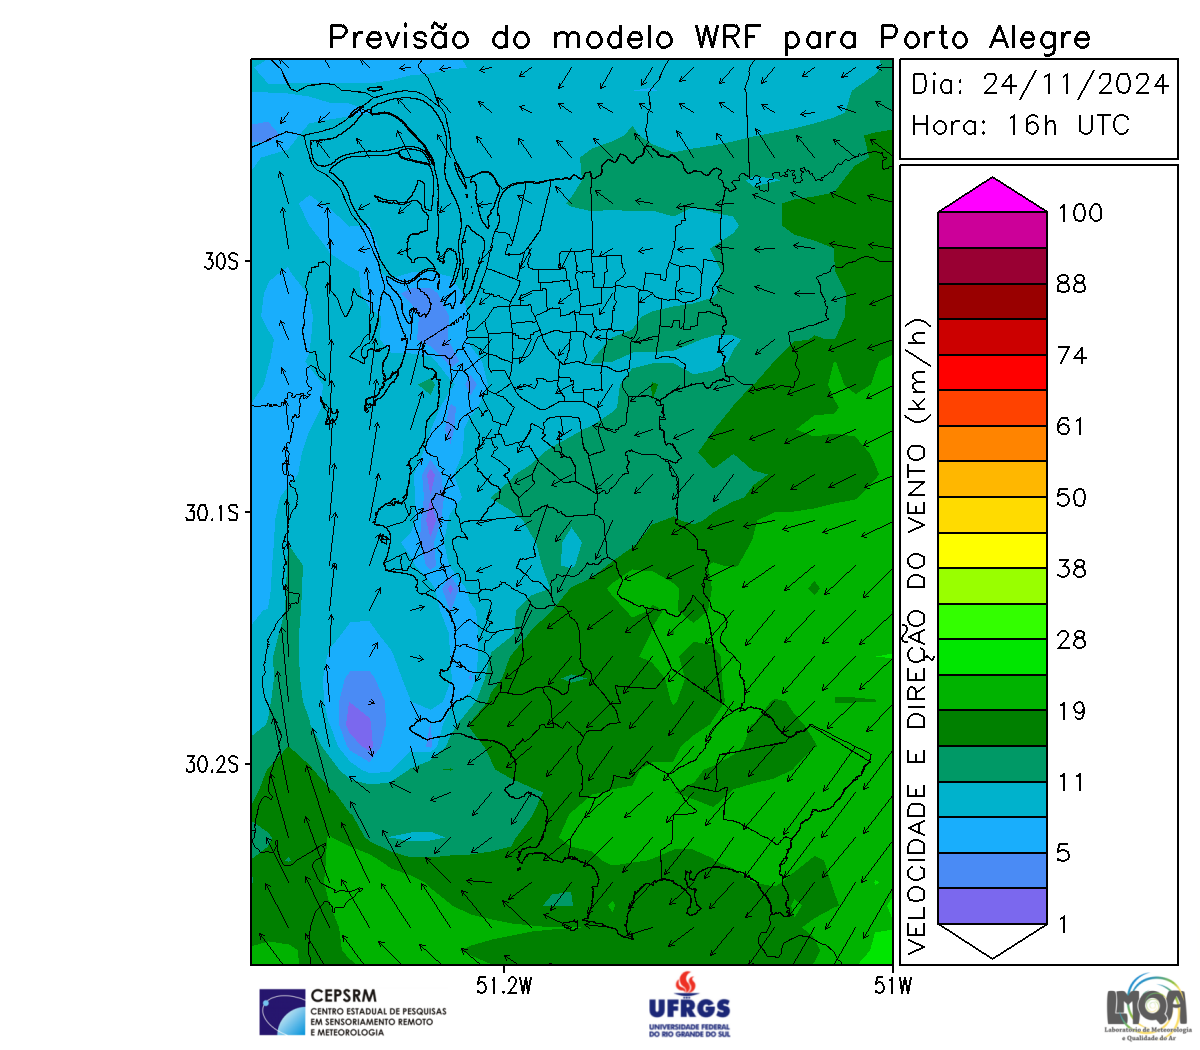 Previsão do modelo WRF para Porto Alegre
Dia: 24/11/2024
Hora: 16h UTC
30S
30.1S
30.2S
51.2W
51W
VELOCIDADE E DIREÇÃO DO VENTO (km/h)
100
88
74
61
50
38
28
19
11
5
1
CEPSRM
CENTRO ESTADUAL DE PESQUISAS
EM SENSORIAMENTO REMOTO
E METEOROLOGIA
UFRGS
UNIVERSIDADE FEDERAL
DO RIO GRANDE DO SUL
LMQA
Laboratório de Meteorologia
e Qualidade do Ar